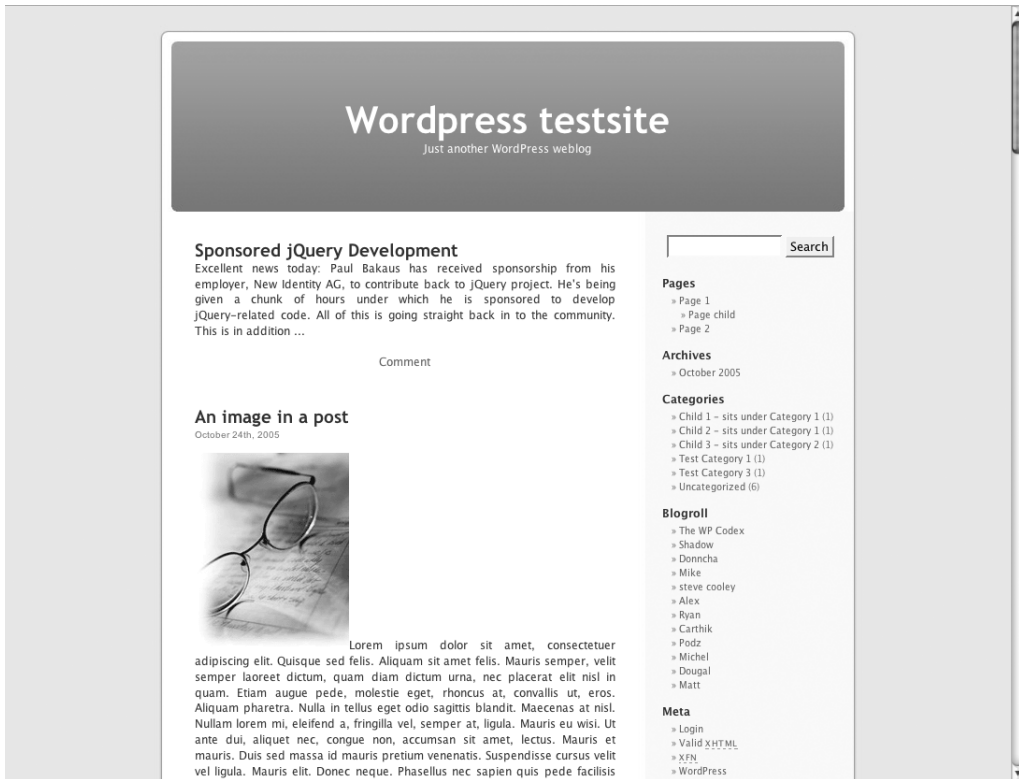 Wordpress testsite
Just another WordPress weblog
Sponsored jQuery Development
Excellent news today: Paul Bakaus has received sponsorship from his
employer, New Identity AG, to contribute back to jQuery project. He's being
given a chunk of hours under which he is sponsored to develop
jQuery-related code. All of this is going straight back in to the community.
This is in addition ...
Comment
An image in a post
October 24th, 2005
Lorem ipsum dolor sit amet, consectetuer
adipiscing elit. Quisque sed felis. Aliquam sit amet felis. Mauris semper, velit
semper laoreet dictum, quam diam dictum urna, nec placerat elit nisl in
quam. Etiam augue pede, molestie eget, rhoncus at, convallis ut, eros.
Aliquam pharetra. Nulla in tellus eget odio sagittis blandit. Maecenas at nisl.
Nullam lorem mi, eleifend a, fringilla vel, semper at, ligula. Mauris eu wisi. Ut
ante dui, aliquet nec, congue non, accumsan sit amet, lectus. Mauris et
mauris. Duis sed massa id mauris pretium venenatis. Suspendisse cursus velit
vel ligula. Mauris elit. Donec neque. Phasellus nec sapien quis pede facilisis
Search
Pages
» Page 1
» Page child
» Page 2
Archives
» October 2005
Categories
» Child 1 - sits under Category 1 (1)
» Child 2 - sits under Category 1 (1)
» Child 3 - sits under Category 2 (1)
» Test Category 1 (1)
» Test Category 3 (1)
» Uncategorized (6)
Blogroll
» The WP Codex
» Shadow
» Donncha
» Mike
» steve cooley
» Alex
» Ryan
» Carthik
» Podz
» Michel
» Dougal
» Matt
Meta
» Login
» Valid XHTML
» XFN
» WordPress